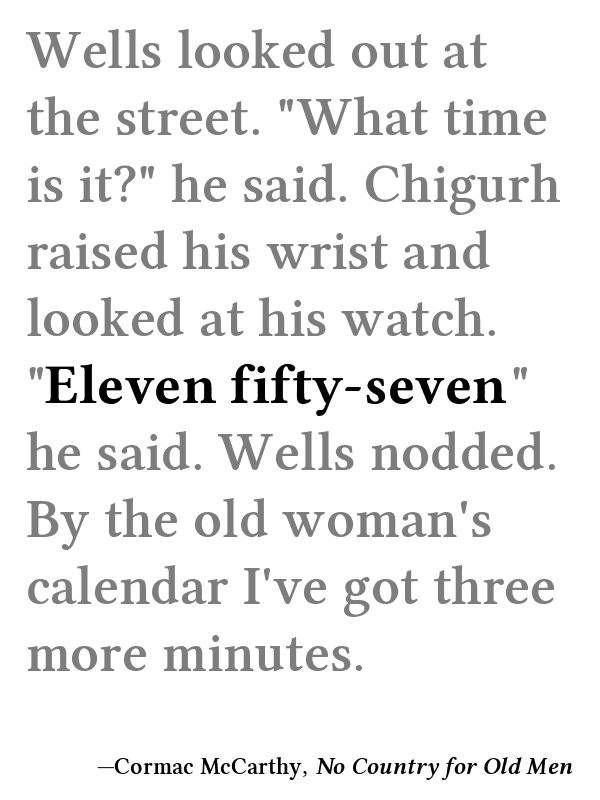 Wells looked out at
the street. "What time
is it?" he said. Chigurh
raised his wrist and
looked at his watch.
"Eleven fifty-seven"
he said. Wells nodded.
By the old woman's
calendar I've got three
more minutes.
—Cormac McCarthy, No Country for Old Men